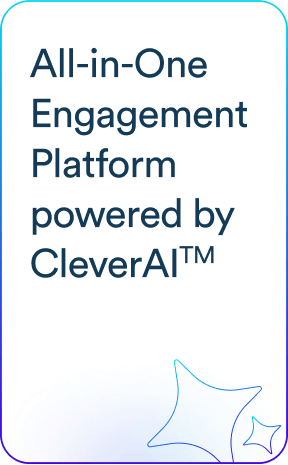 All-in-One
Engagement
Platform
powered by
CleverAI™